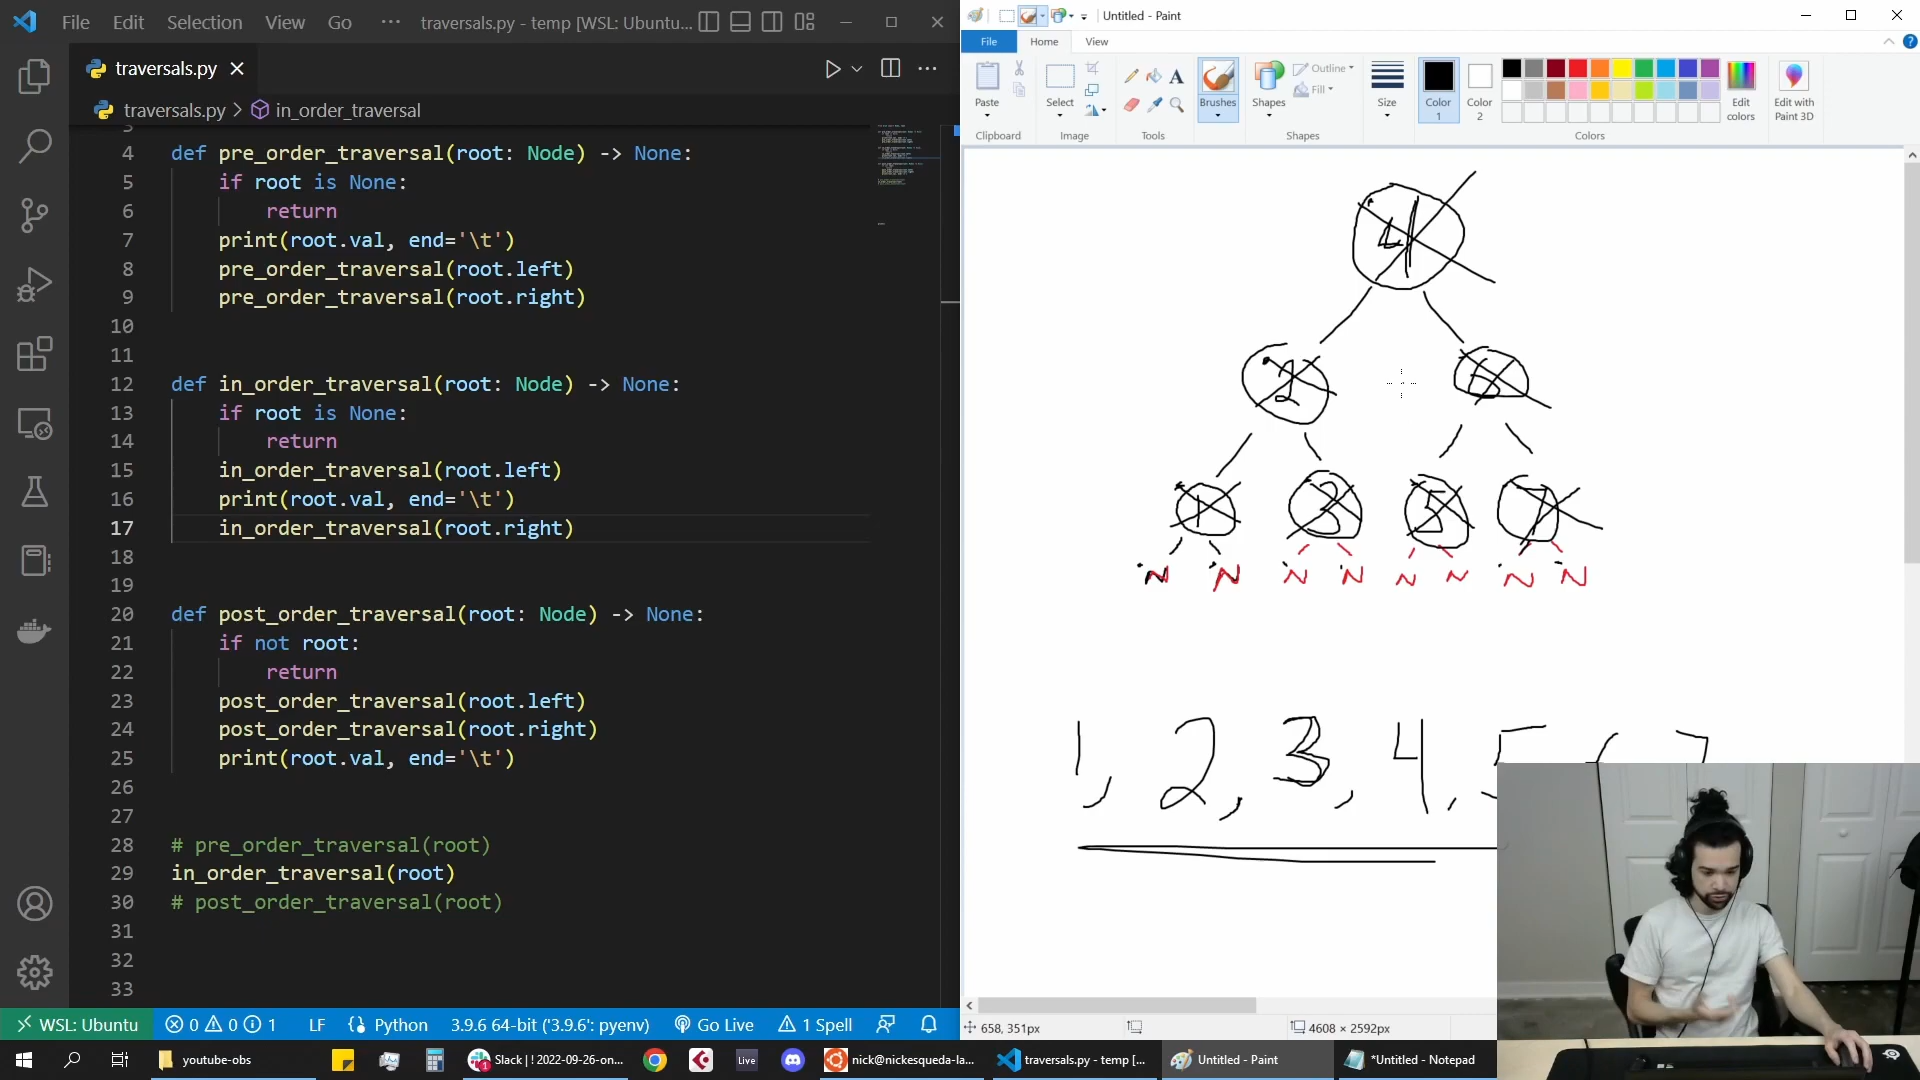 File Edit Selection View Go ··· traversals.py - temp [WSL: Ubuntu...
traversals.py
traversals.py > in_order_traversal
3
4 def pre_order_traversal(root: Node) -> None:
5 if root is None:
6 return
7 print(root.val, end='\t')
8 pre_order_traversal(root.left)
9 pre_order_traversal(root.right)
10
11
12 def in_order_traversal(root: Node) -> None:
13 if root is None:
14 return
15 in_order_traversal(root.left)
16 print(root.val, end='\t')
17 in_order_traversal(root.right)
18
19
20 def post_order_traversal(root: Node) -> None:
21 if not root:
22 return
23 post_order_traversal(root.left)
24 post_order_traversal(root.right)
25 print(root.val, end='\t')
26
27
28 # pre_order_traversal(root)
29 in_order_traversal(root)
30 # post_order_traversal(root)
31
32
33
WSL: Ubuntu 0 0 1 LF Python 3.9.6 64-bit ('3.9.6': pyenv) Go Live 1 Spell
Untitled - Paint
File Home View
Paste Select Brushes Shapes Outline Fill Size Color 1 Color 2 Edit colors Edit with Paint 3D
Clipboard Image Tools Shapes Colors
4
2 6
1 3 5 7
N N N N N N N N
1, 2, 3, 4, 5 6 7
658, 351px 4608 × 2592px
youtube-obs Slack | ! 2022-09-26-on... Live nick@nickesqueda-la... traversals.py - temp [... Untitled - Paint *Untitled - Notepad